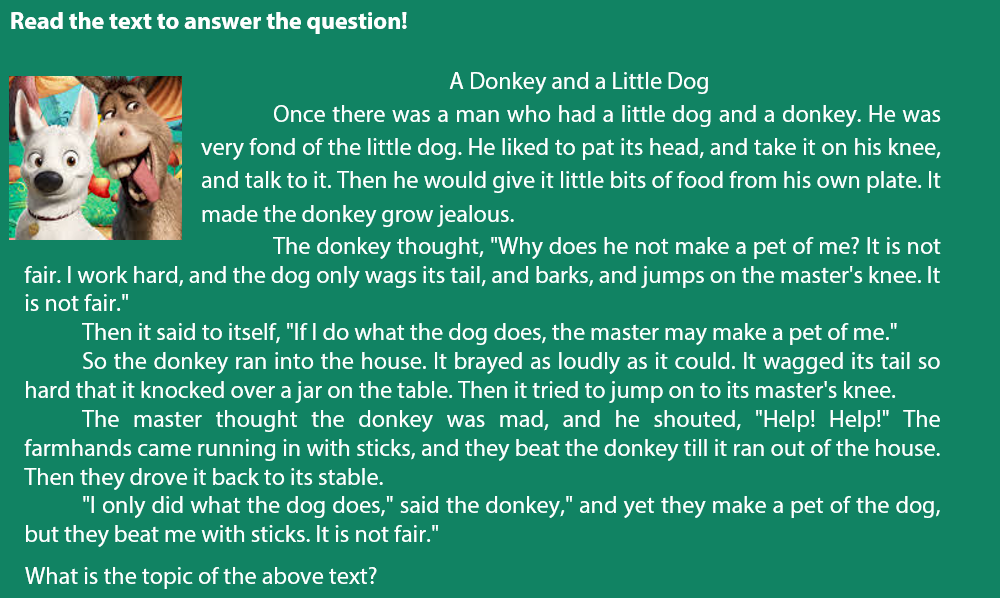 Read the text to answer the question!
A Donkey and a Little Dog
Once there was a man who had a little dog and a donkey. He was
very fond of the little dog. He liked to pat its head, and take it on his knee,
and talk to it. Then he would give it little bits of food from his own plate. It
made the donkey grow jealous.
The donkey thought, "Why does he not make a pet of me? It is not
fair. I work hard, and the dog only wags its tail, and barks, and jumps on the master's knee. It
is not fair."
Then it said to itself, "If I do what the dog does, the master may make a pet of me."
So the donkey ran into the house. It brayed as loudly as it could. It wagged its tail so
hard that it knocked over a jar on the table. Then it tried to jump on to its master's knee.
The master thought the donkey was mad, and he shouted, "Help! Help!" The
farmhands came running in with sticks, and they beat the donkey till it ran out of the house.
Then they drove it back to its stable.
"I only did what the dog does," said the donkey," and yet they make a pet of the dog,
but they beat me with sticks. It is not fair."
What is the topic of the above text?